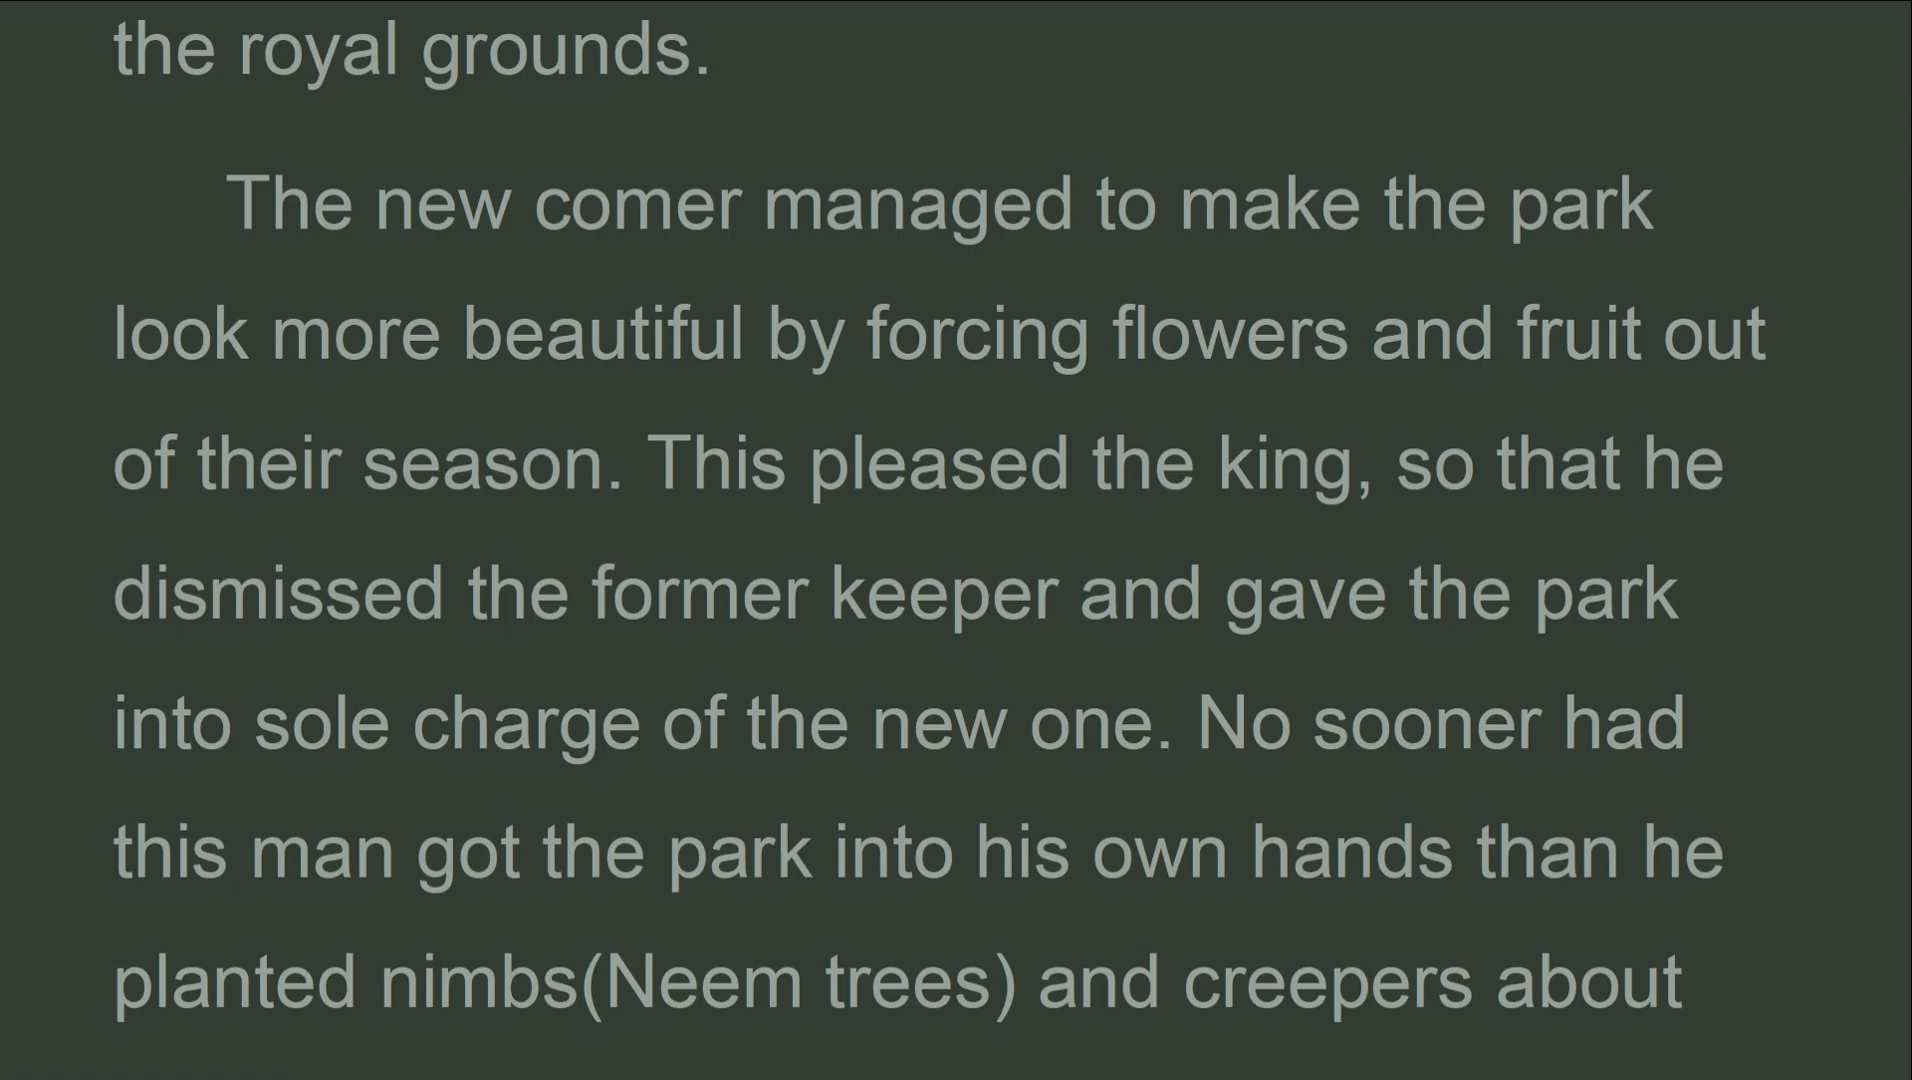 the royal grounds.
The new comer managed to make the park
look more beautiful by forcing flowers and fruit out
of their season. This pleased the king, so that he
dismissed the former keeper and gave the park
into sole charge of the new one. No sooner had
this man got the park into his own hands than he
planted nimbs(Neem trees) and creepers about